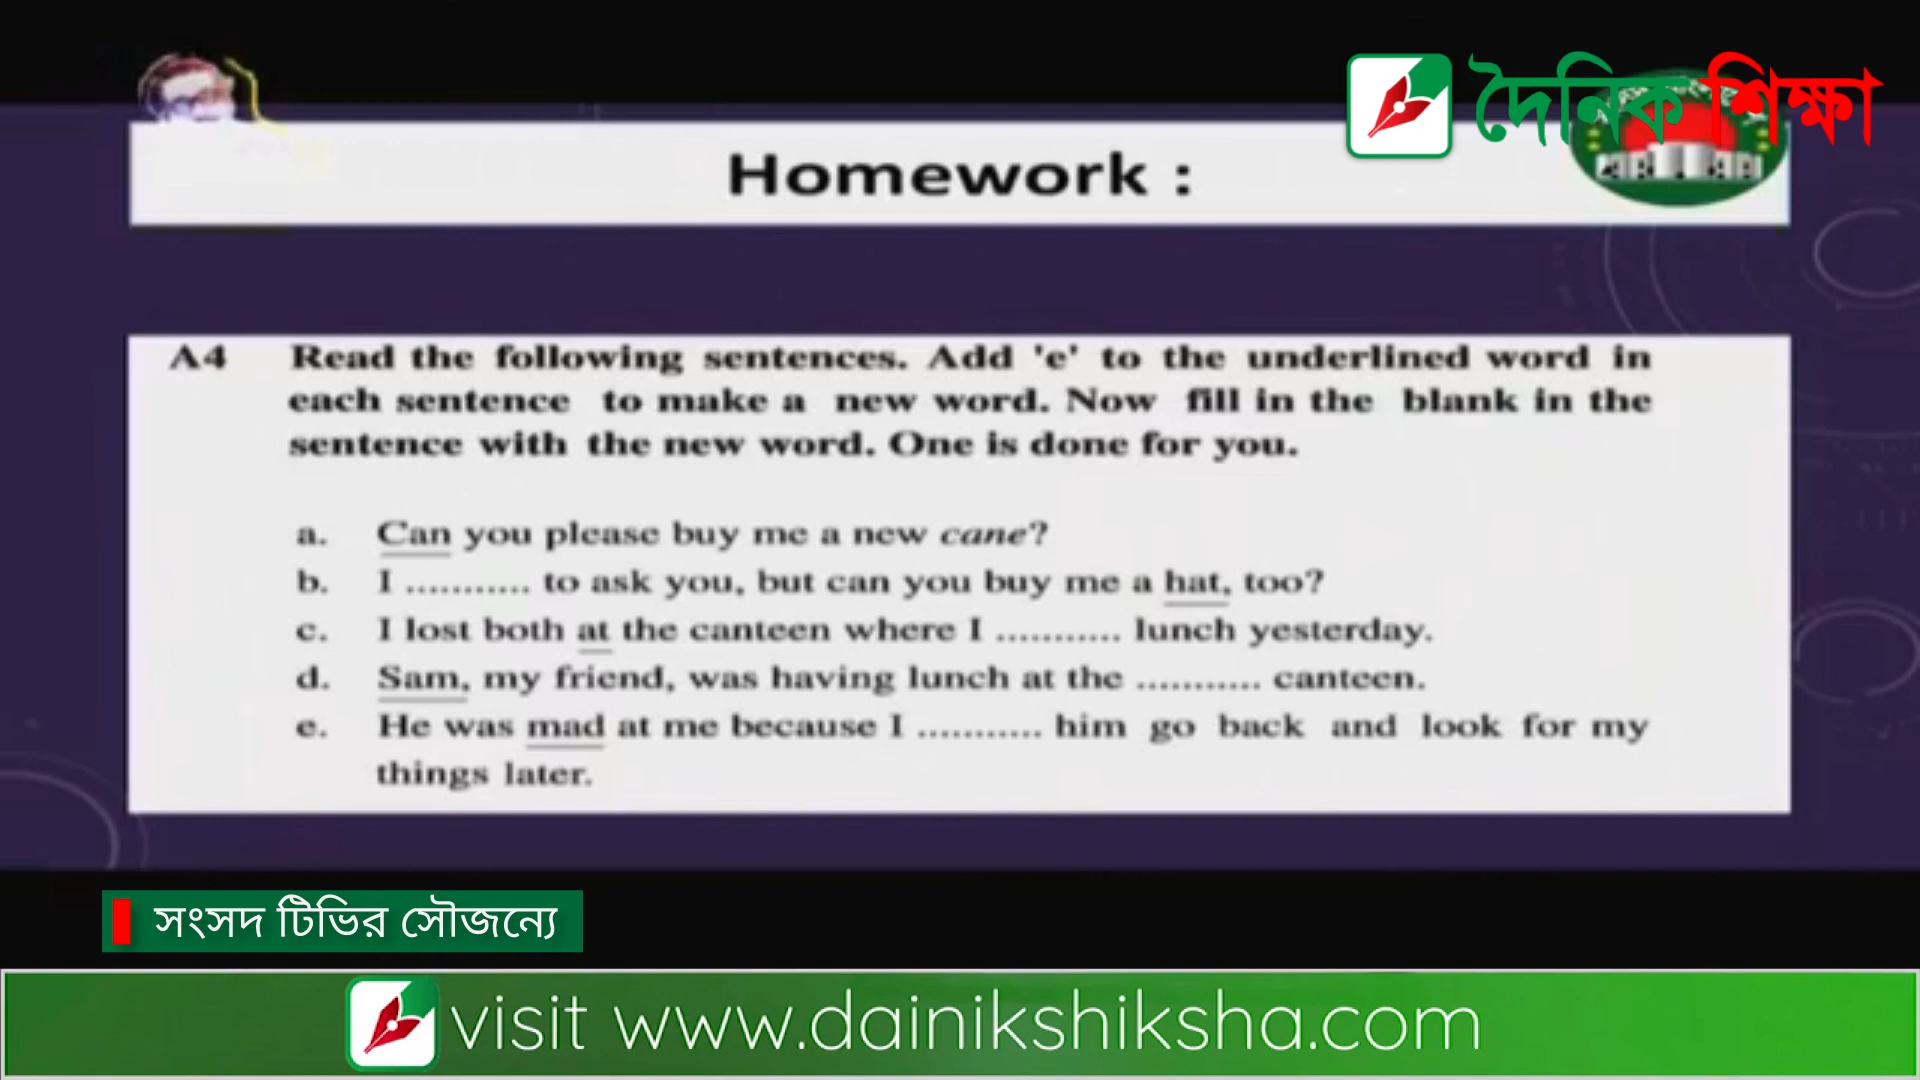 দৈনিক শিক্ষা
Homework :
A4 Read the following sentences. Add 'e' to the underlined word in
each sentence to make a new word. Now fill in the blank in the
sentence with the new word. One is done for you.
a. Can you please buy me a new cane?
b. I ........... to ask you, but can you buy me a hat, too?
c. I lost both at the canteen where I ........... lunch yesterday.
d. Sam, my friend, was having lunch at the ........... canteen.
e. He was mad at me because I ........... him go back and look for my
things later.
সংসদ টিভির সৌজন্যে
visit www.dainikshiksha.com